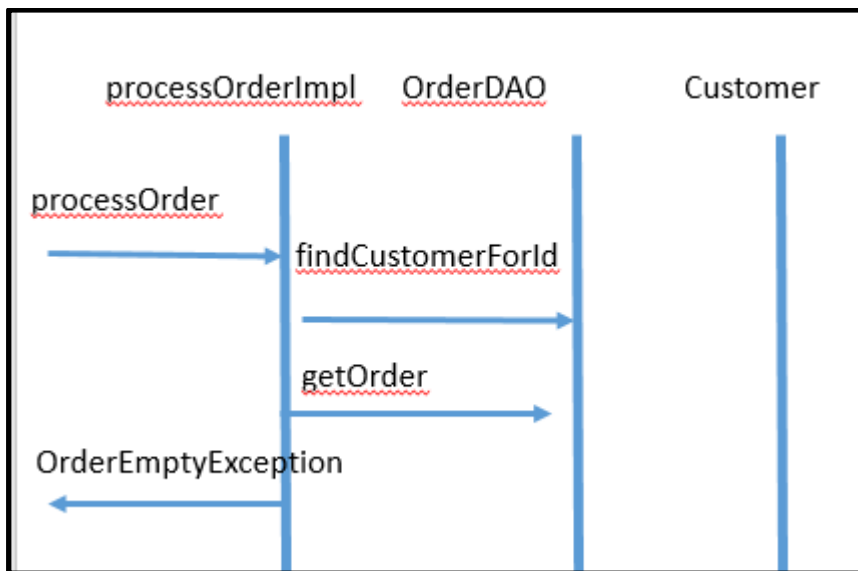 processOrderImpl OrderDAO Customer
processOrder
findCustomerForId
getOrder
OrderEmptyException